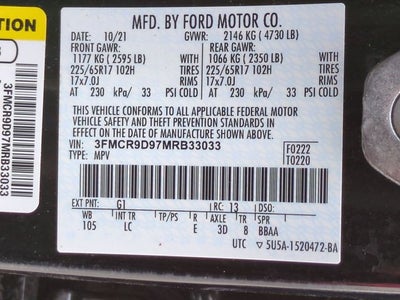 MFD. BY FORD MOTOR CO.
DATE: 10/21 GVWR: 2146 KG ( 4730 LB)
FRONT GAWR: REAR GAWR:
1177 KG ( 2595 LB) WITH 1066 KG ( 2350 LB) WITH
225/65R17 102H TIRES 225/65R17 102H TIRES
17x7.0J RIMS 17x7.0J RIMS
AT 230 kPa/ 33 PSI COLD AT 230 kPa/ 33 PSI COLD
THIS VEHICLE CONFORMS TO ALL APPLICABLE FEDERAL MOTOR
VEHICLE SAFETY AND THEFT PREVENTION STANDARDS IN EFFECT
ON THE DATE OF MANUFACTURE SHOWN ABOVE.
VIN: 3FMCR9D97MRB33033 F0222
TYPE: MPV T0220
EXT PNT: G1 RC: 13 DSO:
WB INT TR TP/PS R AXLE TR SPR
105 LC E 3D 8 BBAA
UTC ▽ 5U5A-1520472-BA
TION
3FMCR9D97MRB33033